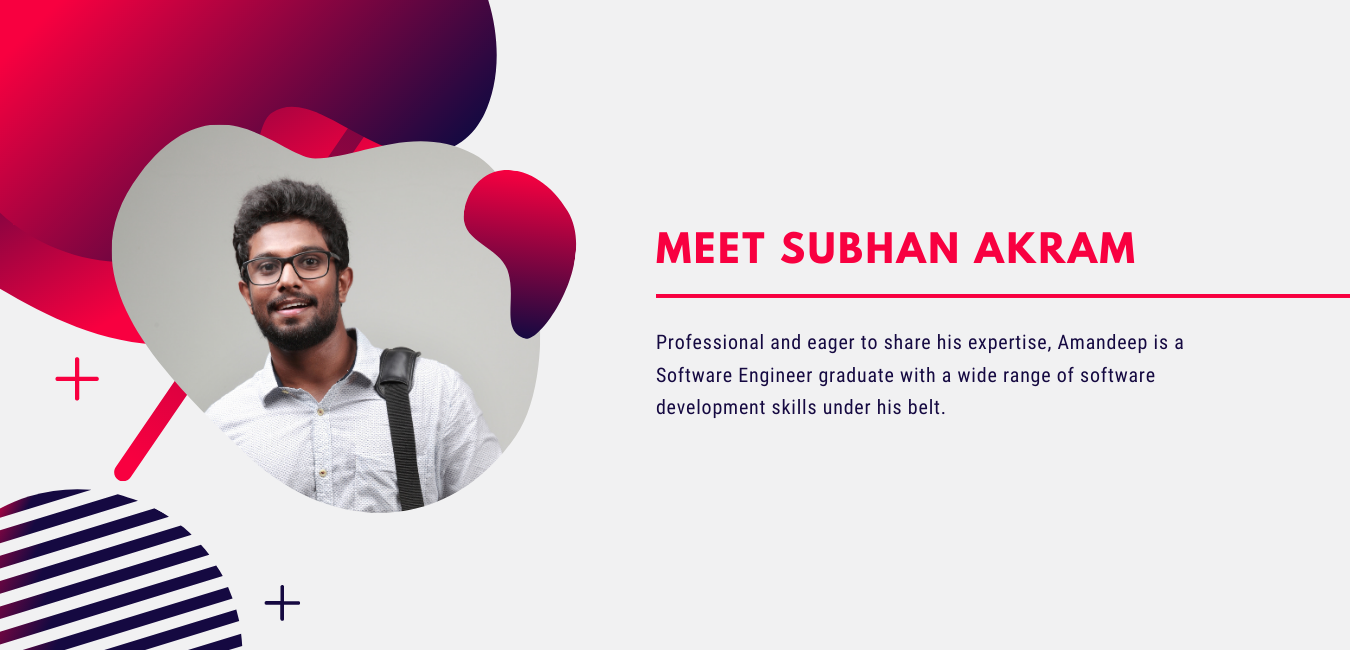 MEET SUBHAN AKRAM
Professional and eager to share his expertise, Amandeep is a
Software Engineer graduate with a wide range of software
development skills under his belt.